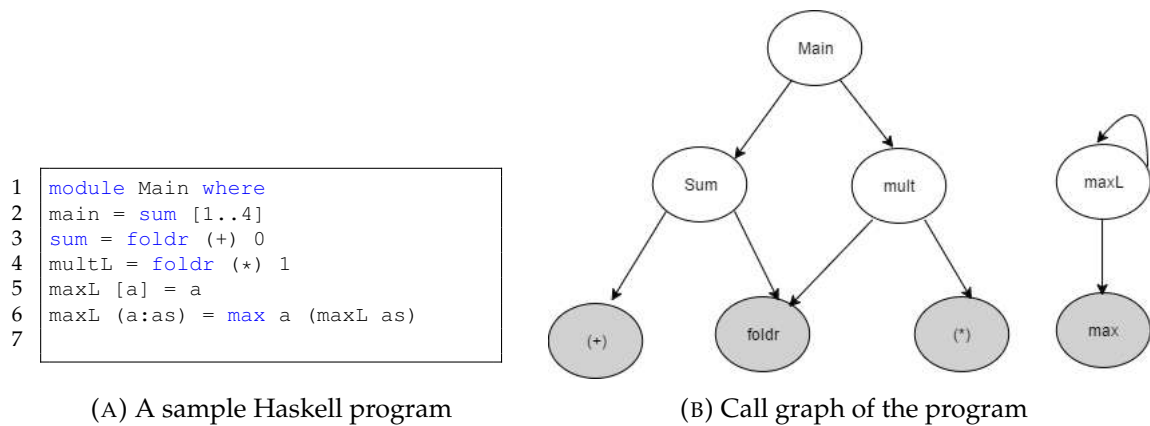 1 module Main where
2 main = sum [1..4]
3 sum = foldr (+) 0
4 multL = foldr (*) 1
5 maxL [a] = a
6 maxL (a:as) = max a (maxL as)
7
(A) A sample Haskell program
Main
Sum
mult
maxL
(+)
foldr
(*)
max
(B) Call graph of the program